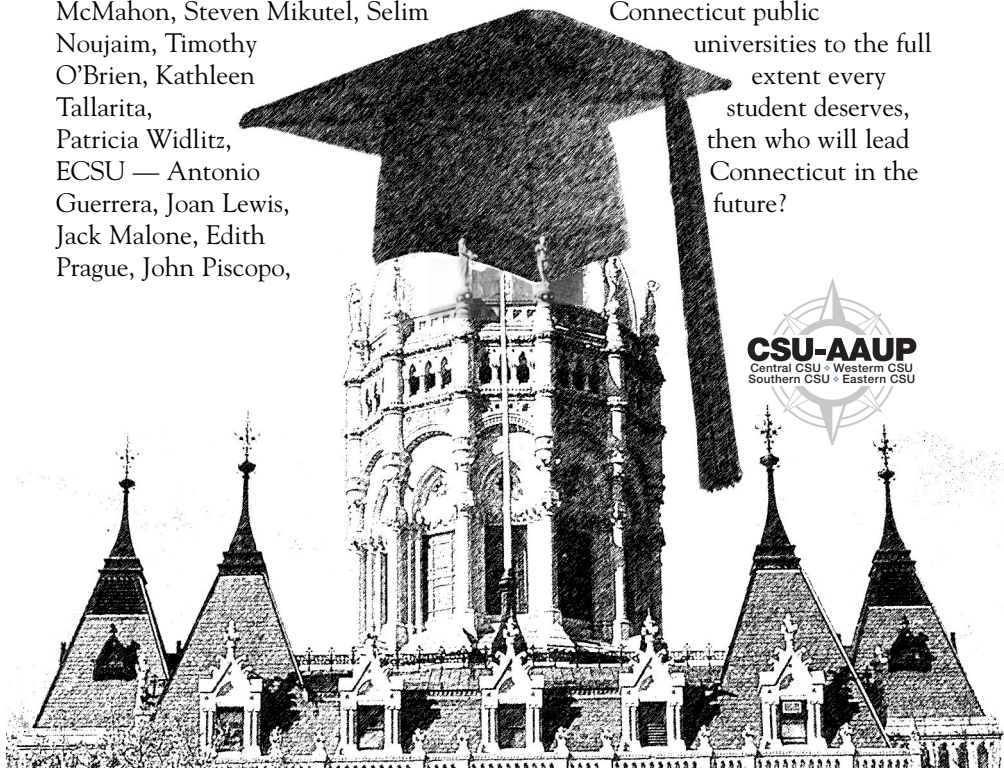 McMahon, Steven Mikutel, Selim
Noujaim, Timothy
O'Brien, Kathleen
Tallarita,
Patricia Widlitz,
ECSU — Antonio
Guerrera, Joan Lewis,
Jack Malone, Edith
Prague, John Piscopo,
Connecticut public
universities to the full
extent every
student deserves,
then who will lead
Connecticut in the
future?
CSU-AAUP
Central CSU Westerm CSU
Southern CSU Eastern CSU